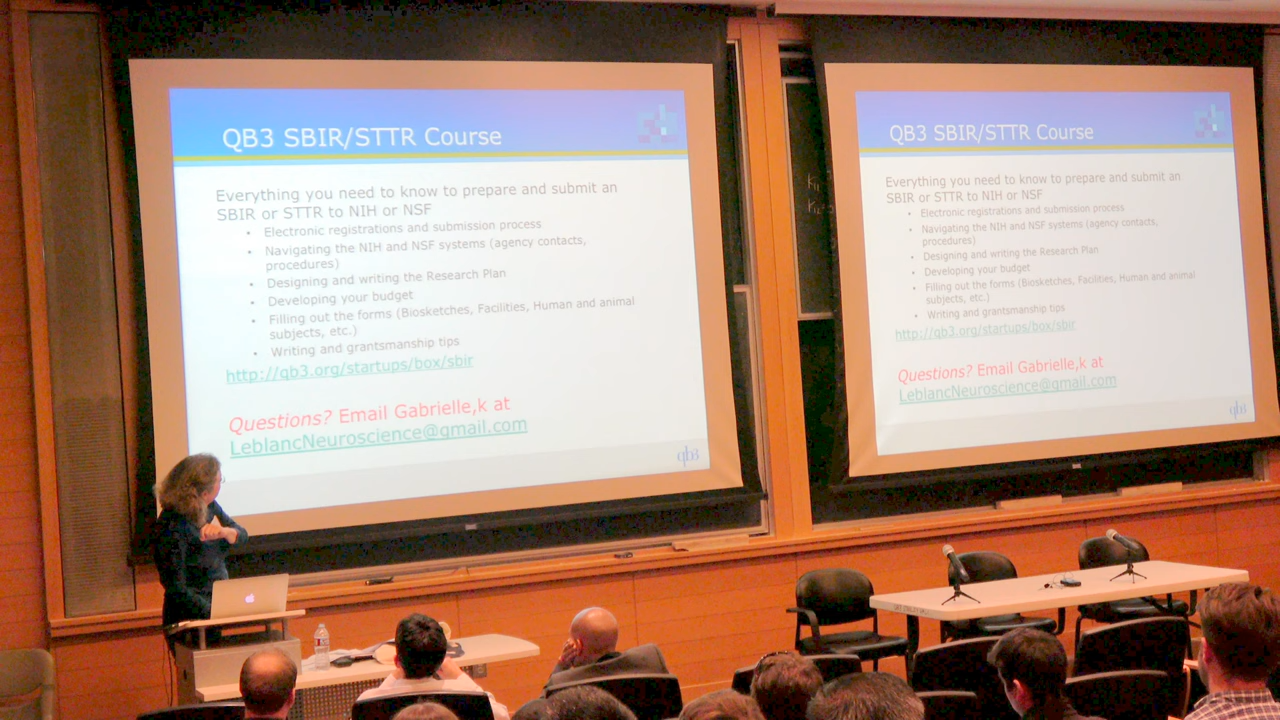 QB3 SBIR/STTR Course
Everything you need to know to prepare and submit an
SBIR or STTR to NIH or NSF
• Electronic registrations and submission process
• Navigating the NIH and NSF systems (agency contacts,
procedures)
• Designing and writing the Research Plan
• Developing your budget
• Filling out the forms (Biosketches, Facilities, Human and animal
subjects, etc.)
• Writing and grantsmanship tips
http://qb3.org/startups/box/sbir
Questions? Email Gabrielle,k at
LeblancNeuroscience@gmail.com
qb3
QB3 SBIR/STTR Course
Everything you need to know to prepare and submit an
SBIR or STTR to NIH or NSF
• Electronic registrations and submission process
• Navigating the NIH and NSF systems (agency contacts,
procedures)
• Designing and writing the Research Plan
• Developing your budget
• Filling out the forms (Biosketches, Facilities, Human and animal
subjects, etc.)
• Writing and grantsmanship tips
http://qb3.org/startups/box/sbir
Questions? Email Gabrielle,k at
LeblancNeuroscience@gmail.com
qb3